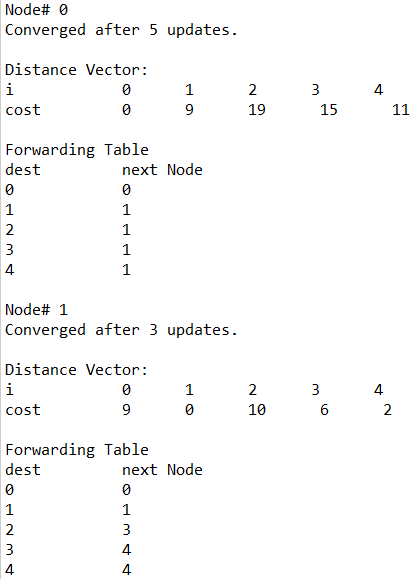 Node# 0
Converged after 5 updates.
Distance Vector:
i 0 1 2 3 4
cost 0 9 19 15 11
Forwarding Table
dest next Node
0 0
1 1
2 1
3 1
4 1
Node# 1
Converged after 3 updates.
Distance Vector:
i 0 1 2 3 4
cost 9 0 10 6 2
Forwarding Table
dest next Node
0 0
1 1
2 3
3 4
4 4